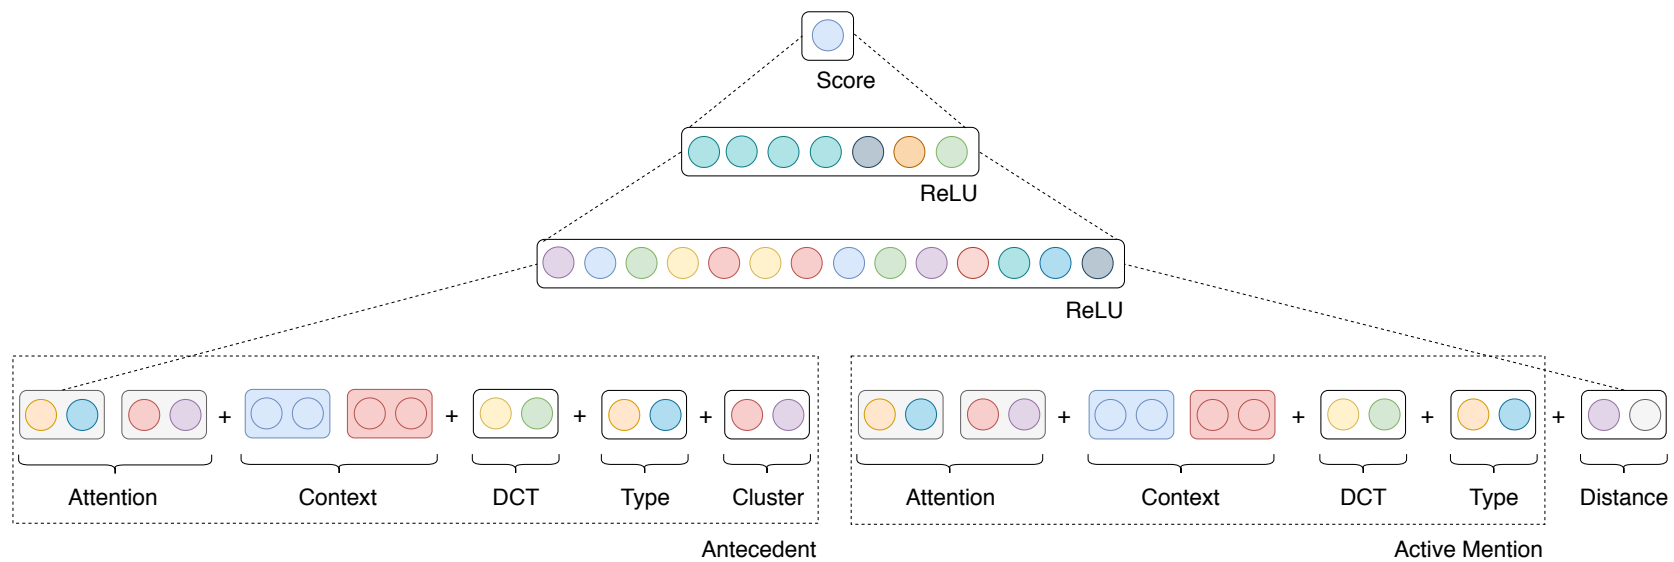 Score
ReLU
ReLU
+ + + + + + + +
Attention Context DCT Type Cluster Attention Context DCT Type Distance
Antecedent Active Mention